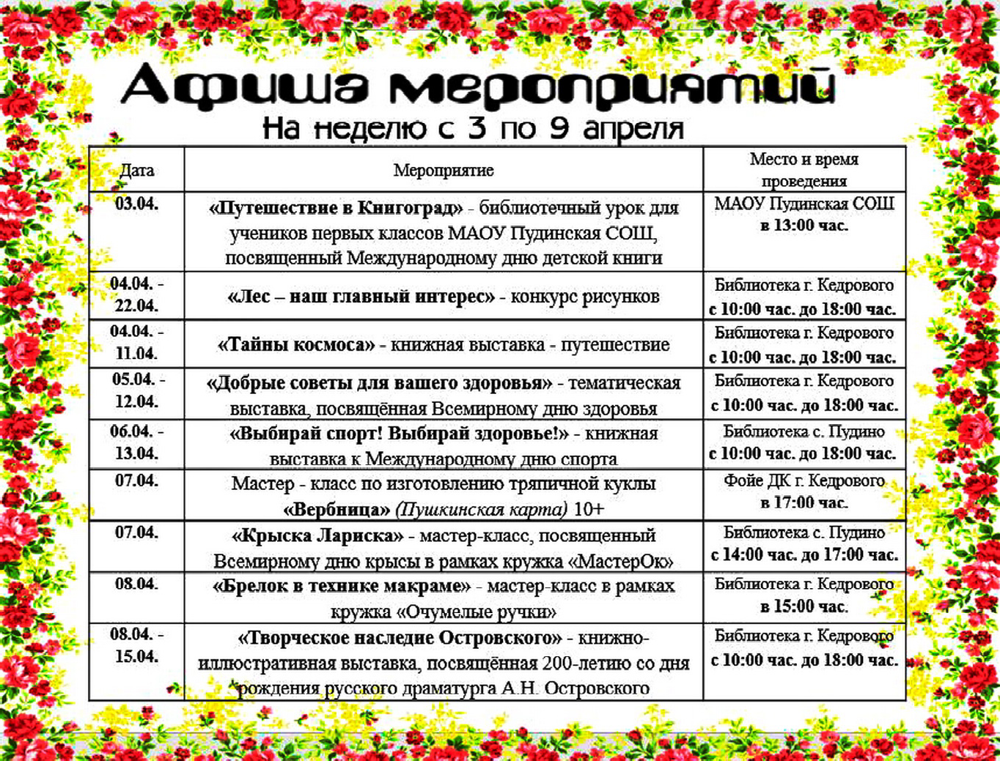 Афиша мероприятий
На неделю с 3 по 9 апреля
Дата
Мероприятие
Место и время
проведения
03.04.
«Путешествие в Книгоград» - библиотечный урок для
учеников первых классов МАОУ Пудинская СОШ,
посвященный Международному дню детской книги
МАОУ Пудинская СОШ
в 13:00 час.
04.04. -
22.04.
«Лес – наш главный интерес» - конкурс рисунков
Библиотека г. Кедрового
с 10:00 час. до 18:00 час.
04.04. -
11.04.
«Тайны космоса» - книжная выставка - путешествие
Библиотека г. Кедрового
с 10:00 час. до 18:00 час.
05.04. -
12.04.
«Добрые советы для вашего здоровья» - тематическая
выставка, посвящённая Всемирному дню здоровья
Библиотека г. Кедрового
с 10:00 час. до 18:00 час.
06.04. -
13.04.
«Выбирай спорт! Выбирай здоровье!» - книжная
выставка к Международному дню спорта
Библиотека с. Пудино
с 10:00 час. до 18:00 час.
07.04.
Мастер - класс по изготовлению тряпичной куклы
«Вербница» (Пушкинская карта) 10+
Фойе ДК г. Кедрового
в 17:00 час.
07.04.
«Крыска Лариска» - мастер-класс, посвященный
Всемирному дню крысы в рамках кружка «МастерОк»
Библиотека с. Пудино
с 14:00 час. до 17:00 час.
08.04.
«Брелок в технике макраме» - мастер-класс в рамках
кружка «Очумелые ручки»
Библиотека г. Кедрового
в 15:00 час.
08.04. -
15.04.
«Творческое наследие Островского» - книжно-
иллюстративная выставка, посвящённая 200-летию со дня
рождения русского драматурга А.Н. Островского
Библиотека г. Кедрового
с 10:00 час. до 18:00 час.